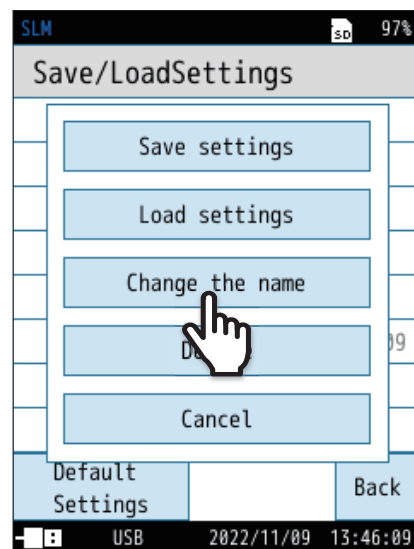 SLM
SD 97%
Save/LoadSettings
Save settings
Load settings
Change the name
09
Cancel
Default
Settings
Back
USB 2022/11/09 13:46:09